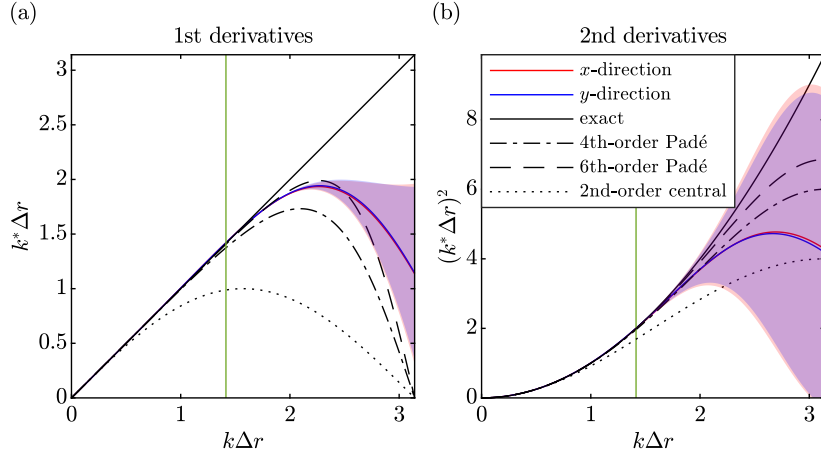 (a)
1st derivatives
3
2.5
2
1.5
1
0.5
0
k*Δr
0 1 2 3
kΔr
(b)
2nd derivatives
x-direction
y-direction
exact
4th-order Padé
6th-order Padé
2nd-order central
8
6
4
2
0
(k*Δr)²
0 1 2 3
kΔr